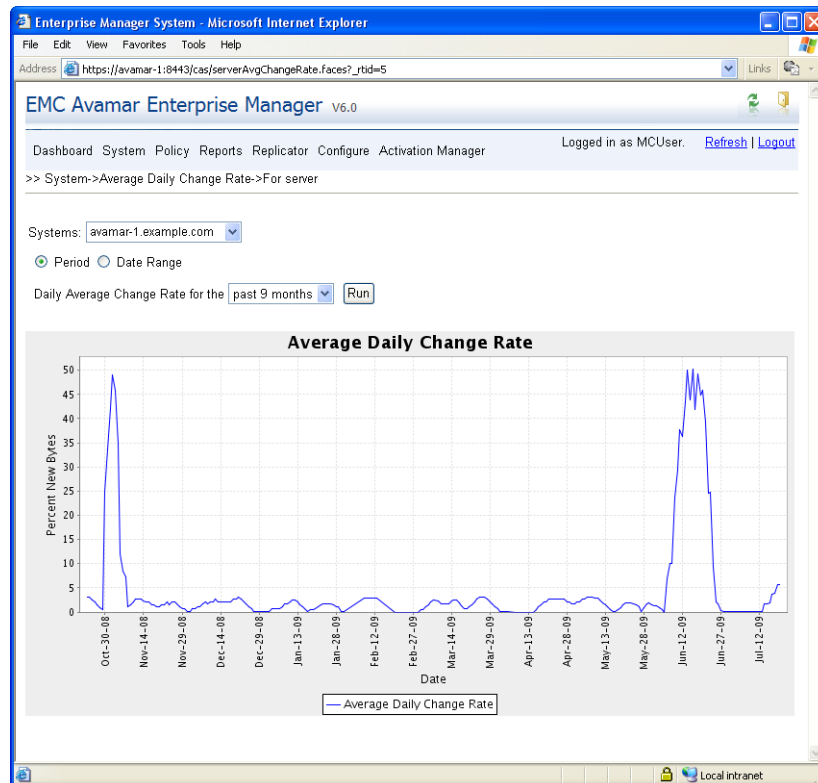 Enterprise Manager System - Microsoft Internet Explorer
File Edit View Favorites Tools Help
Address https://avamar-1:8443/cas/serverAvgChangeRate.faces?_rtid=5 Links
EMC Avamar Enterprise Manager V6.0
Dashboard System Policy Reports Replicator Configure Activation Manager Logged in as MCUser. Refresh | Logout
>> System->Average Daily Change Rate->For server
Systems: avamar-1.example.com
Period Date Range
Daily Average Change Rate for the past 9 months Run
Average Daily Change Rate
Percent New Bytes
50
45
40
35
30
25
20
15
10
5
0
Oct-30-08
Nov-14-08
Nov-29-08
Dec-14-08
Dec-29-08
Jan-13-09
Jan-28-09
Feb-12-09
Feb-27-09
Mar-14-09
Mar-29-09
Apr-13-09
Apr-28-09
May-13-09
May-28-09
Jun-12-09
Jun-27-09
Jul-12-09
Date
Average Daily Change Rate
Local intranet